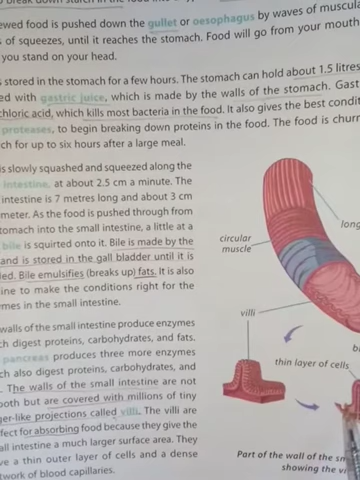 ewed food is pushed down the gullet or oesophagus by waves of muscula
s of squeezes, until it reaches the stomach. Food will go from your mouth
you stand on your head.
s stored in the stomach for a few hours. The stomach can hold about 1.5 litres
ed with gastric juice, which is made by the walls of the stomach. Gast
chloric acid, which kills most bacteria in the food. It also gives the best condit
proteases, to begin breaking down proteins in the food. The food is churn
ch for up to six hours after a large meal.
is slowly squashed and squeezed along the
intestine, at about 2.5 cm a minute. The
intestine is 7 metres long and about 3 cm
meter. As the food is pushed through from
tomach into the small intestine, a little at a
bile is squirted onto it. Bile is made by the
and is stored in the gall bladder until it is
ed. Bile emulsifies (breaks up) fats. It is also
line to make the conditions right for the
mes in the small intestine.
walls of the small intestine produce enzymes
ch digest proteins, carbohydrates, and fats.
pancreas produces three more enzymes
ch also digest proteins, carbohydrates, and
. The walls of the small intestine are not
ooth but are covered with millions of tiny
ger-like projections called villi. The villi are
fect for absorbing food because they give the
all intestine a much larger surface area. They
ve a thin outer layer of cells and a dense
twork of blood capillaries.
long
circular
muscle
villi
thin layer of cells
Part of the wall of the sm
showing the vi